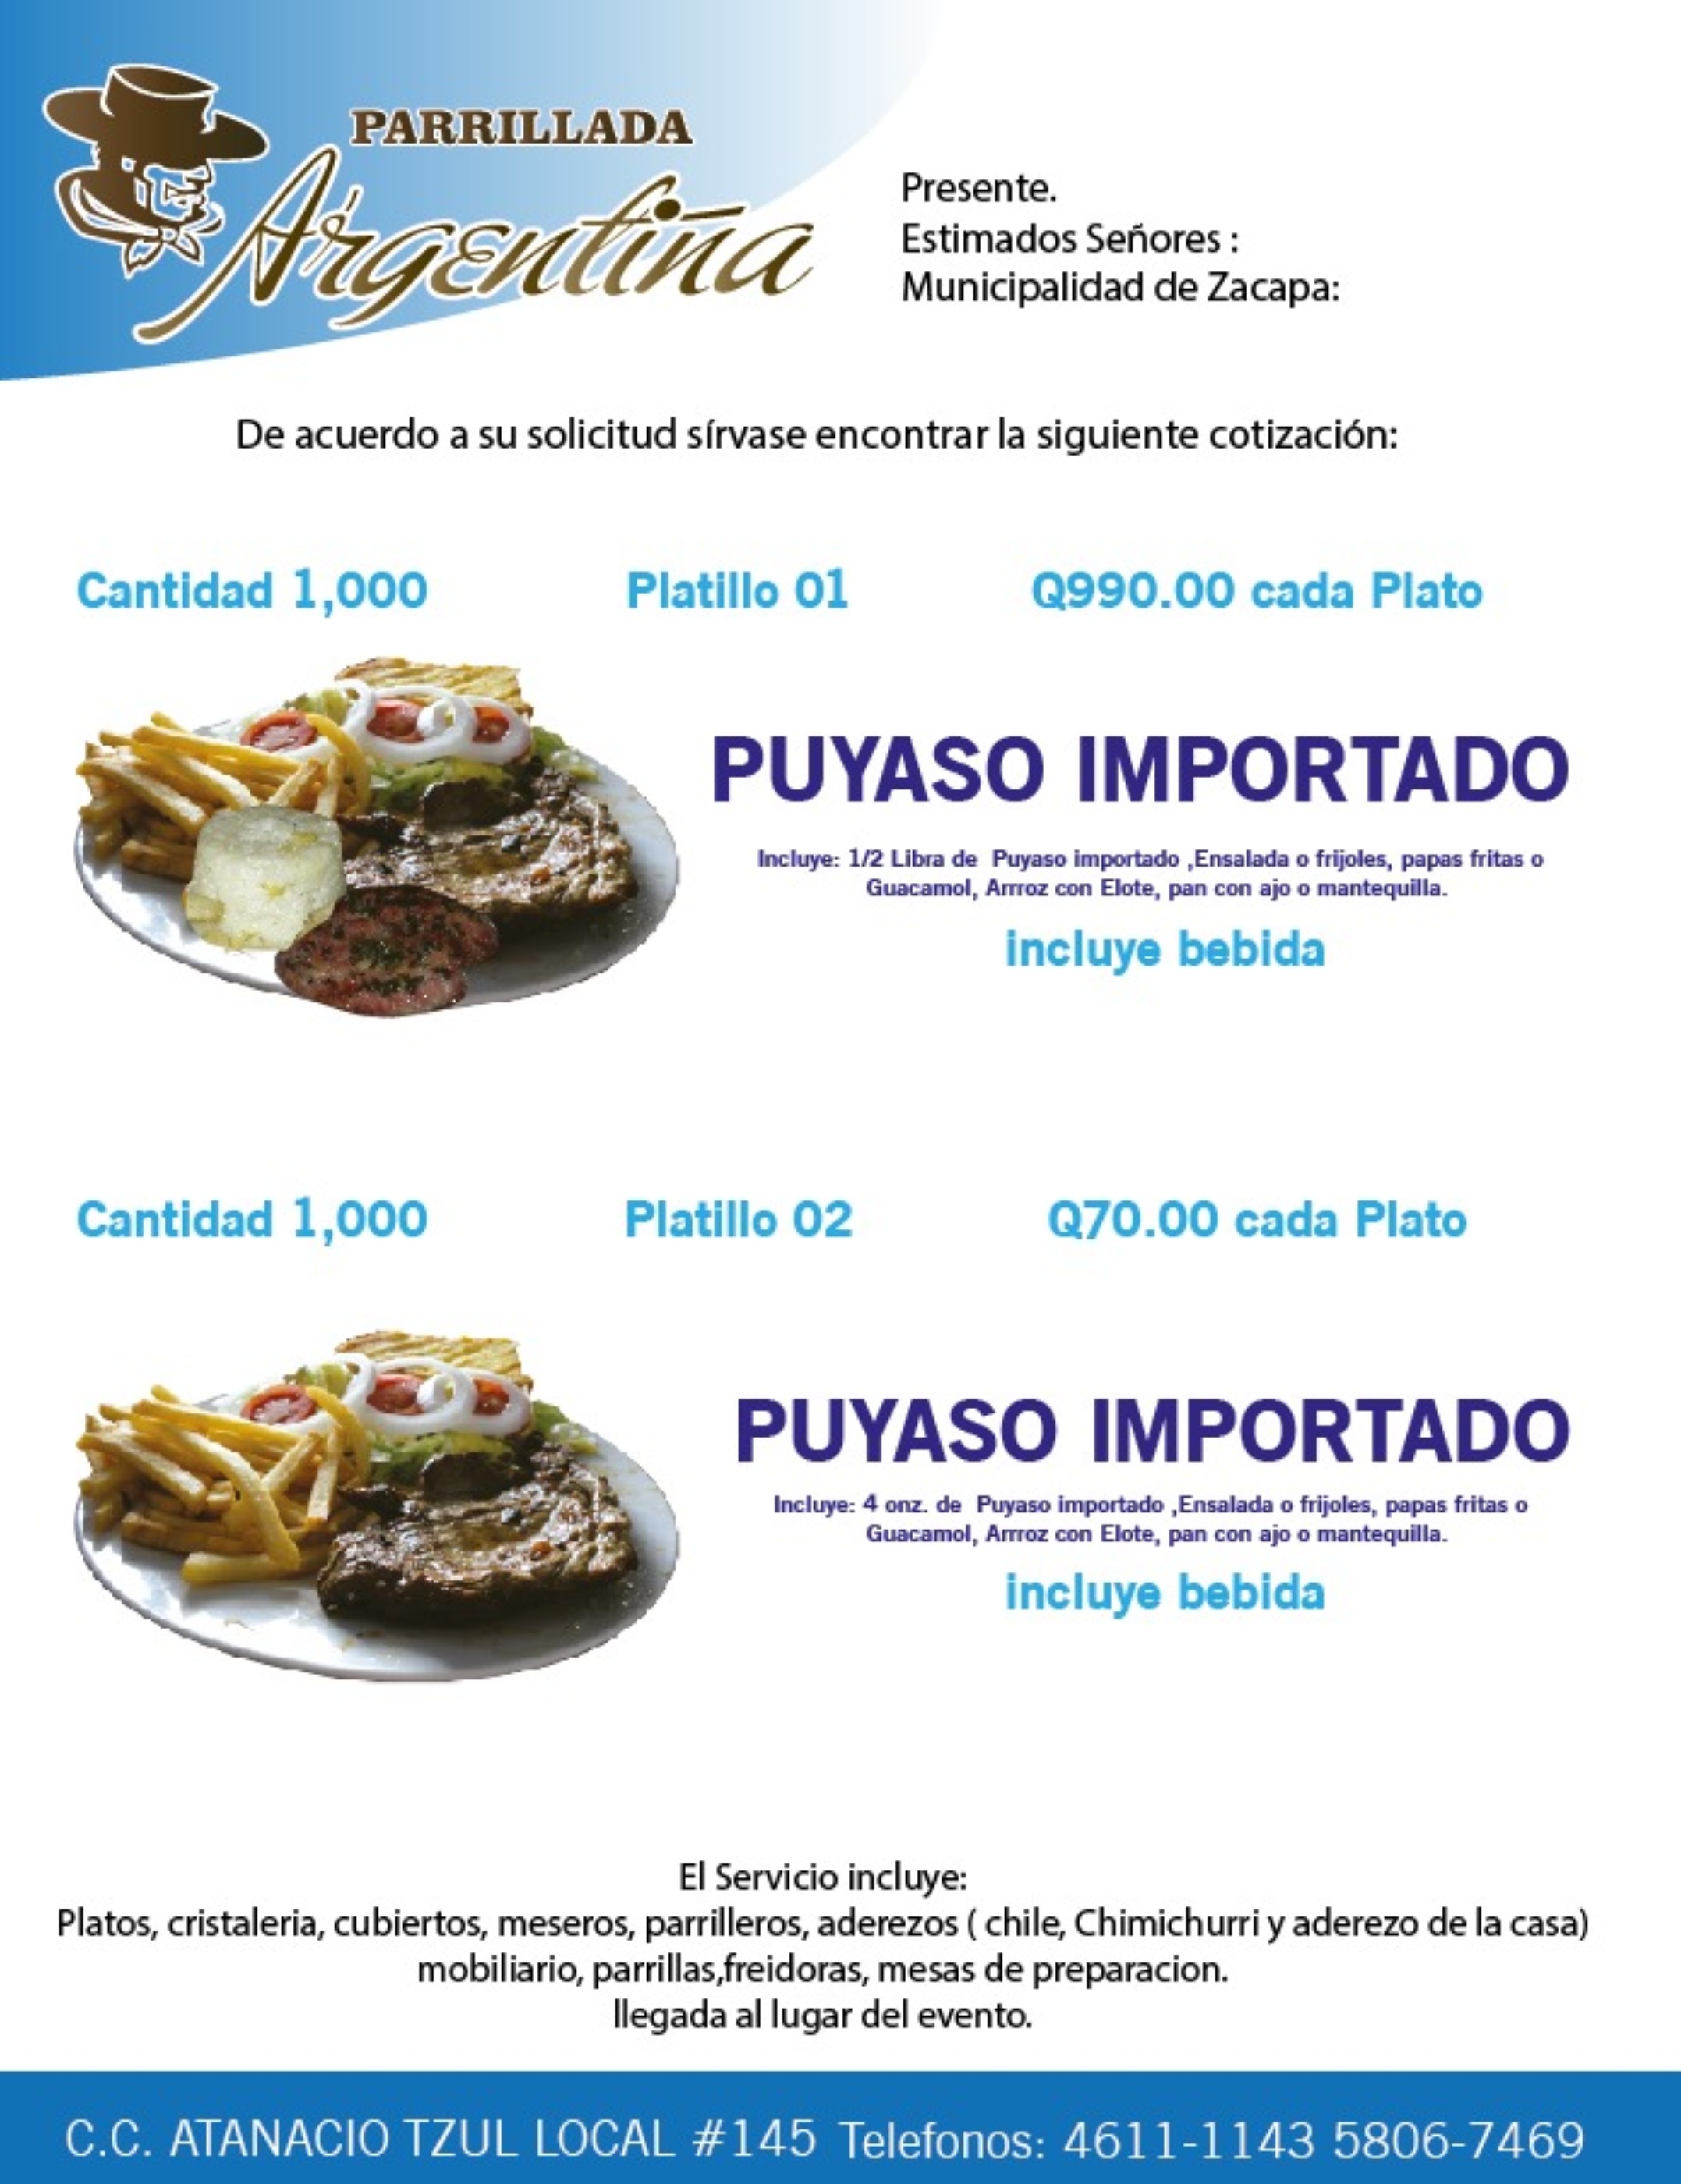 PARRILLADA
Argentina
Presente.
Estimados Señores :
Municipalidad de Zacapa:
De acuerdo a su solicitud sírvase encontrar la siguiente cotización:
Cantidad 1,000 Platillo 01 Q990.00 cada Plato
PUYASO IMPORTADO
Incluye: 1/2 Libra de Puyaso importado ,Ensalada o frijoles, papas fritas o
Guacamol, Arrroz con Elote, pan con ajo o mantequilla.
incluye bebida
Cantidad 1,000 Platillo 02 Q70.00 cada Plato
PUYASO IMPORTADO
Incluye: 4 onz. de Puyaso importado ,Ensalada o frijoles, papas fritas o
Guacamol, Arrroz con Elote, pan con ajo o mantequilla.
incluye bebida
El Servicio incluye:
Platos, cristaleria, cubiertos, meseros, parrilleros, aderezos ( chile, Chimichurri y aderezo de la casa)
mobiliario, parrillas,freidoras, mesas de preparacion.
llegada al lugar del evento.
C.C. ATANACIO TZUL LOCAL #145 Telefonos: 4611-1143 5806-7469